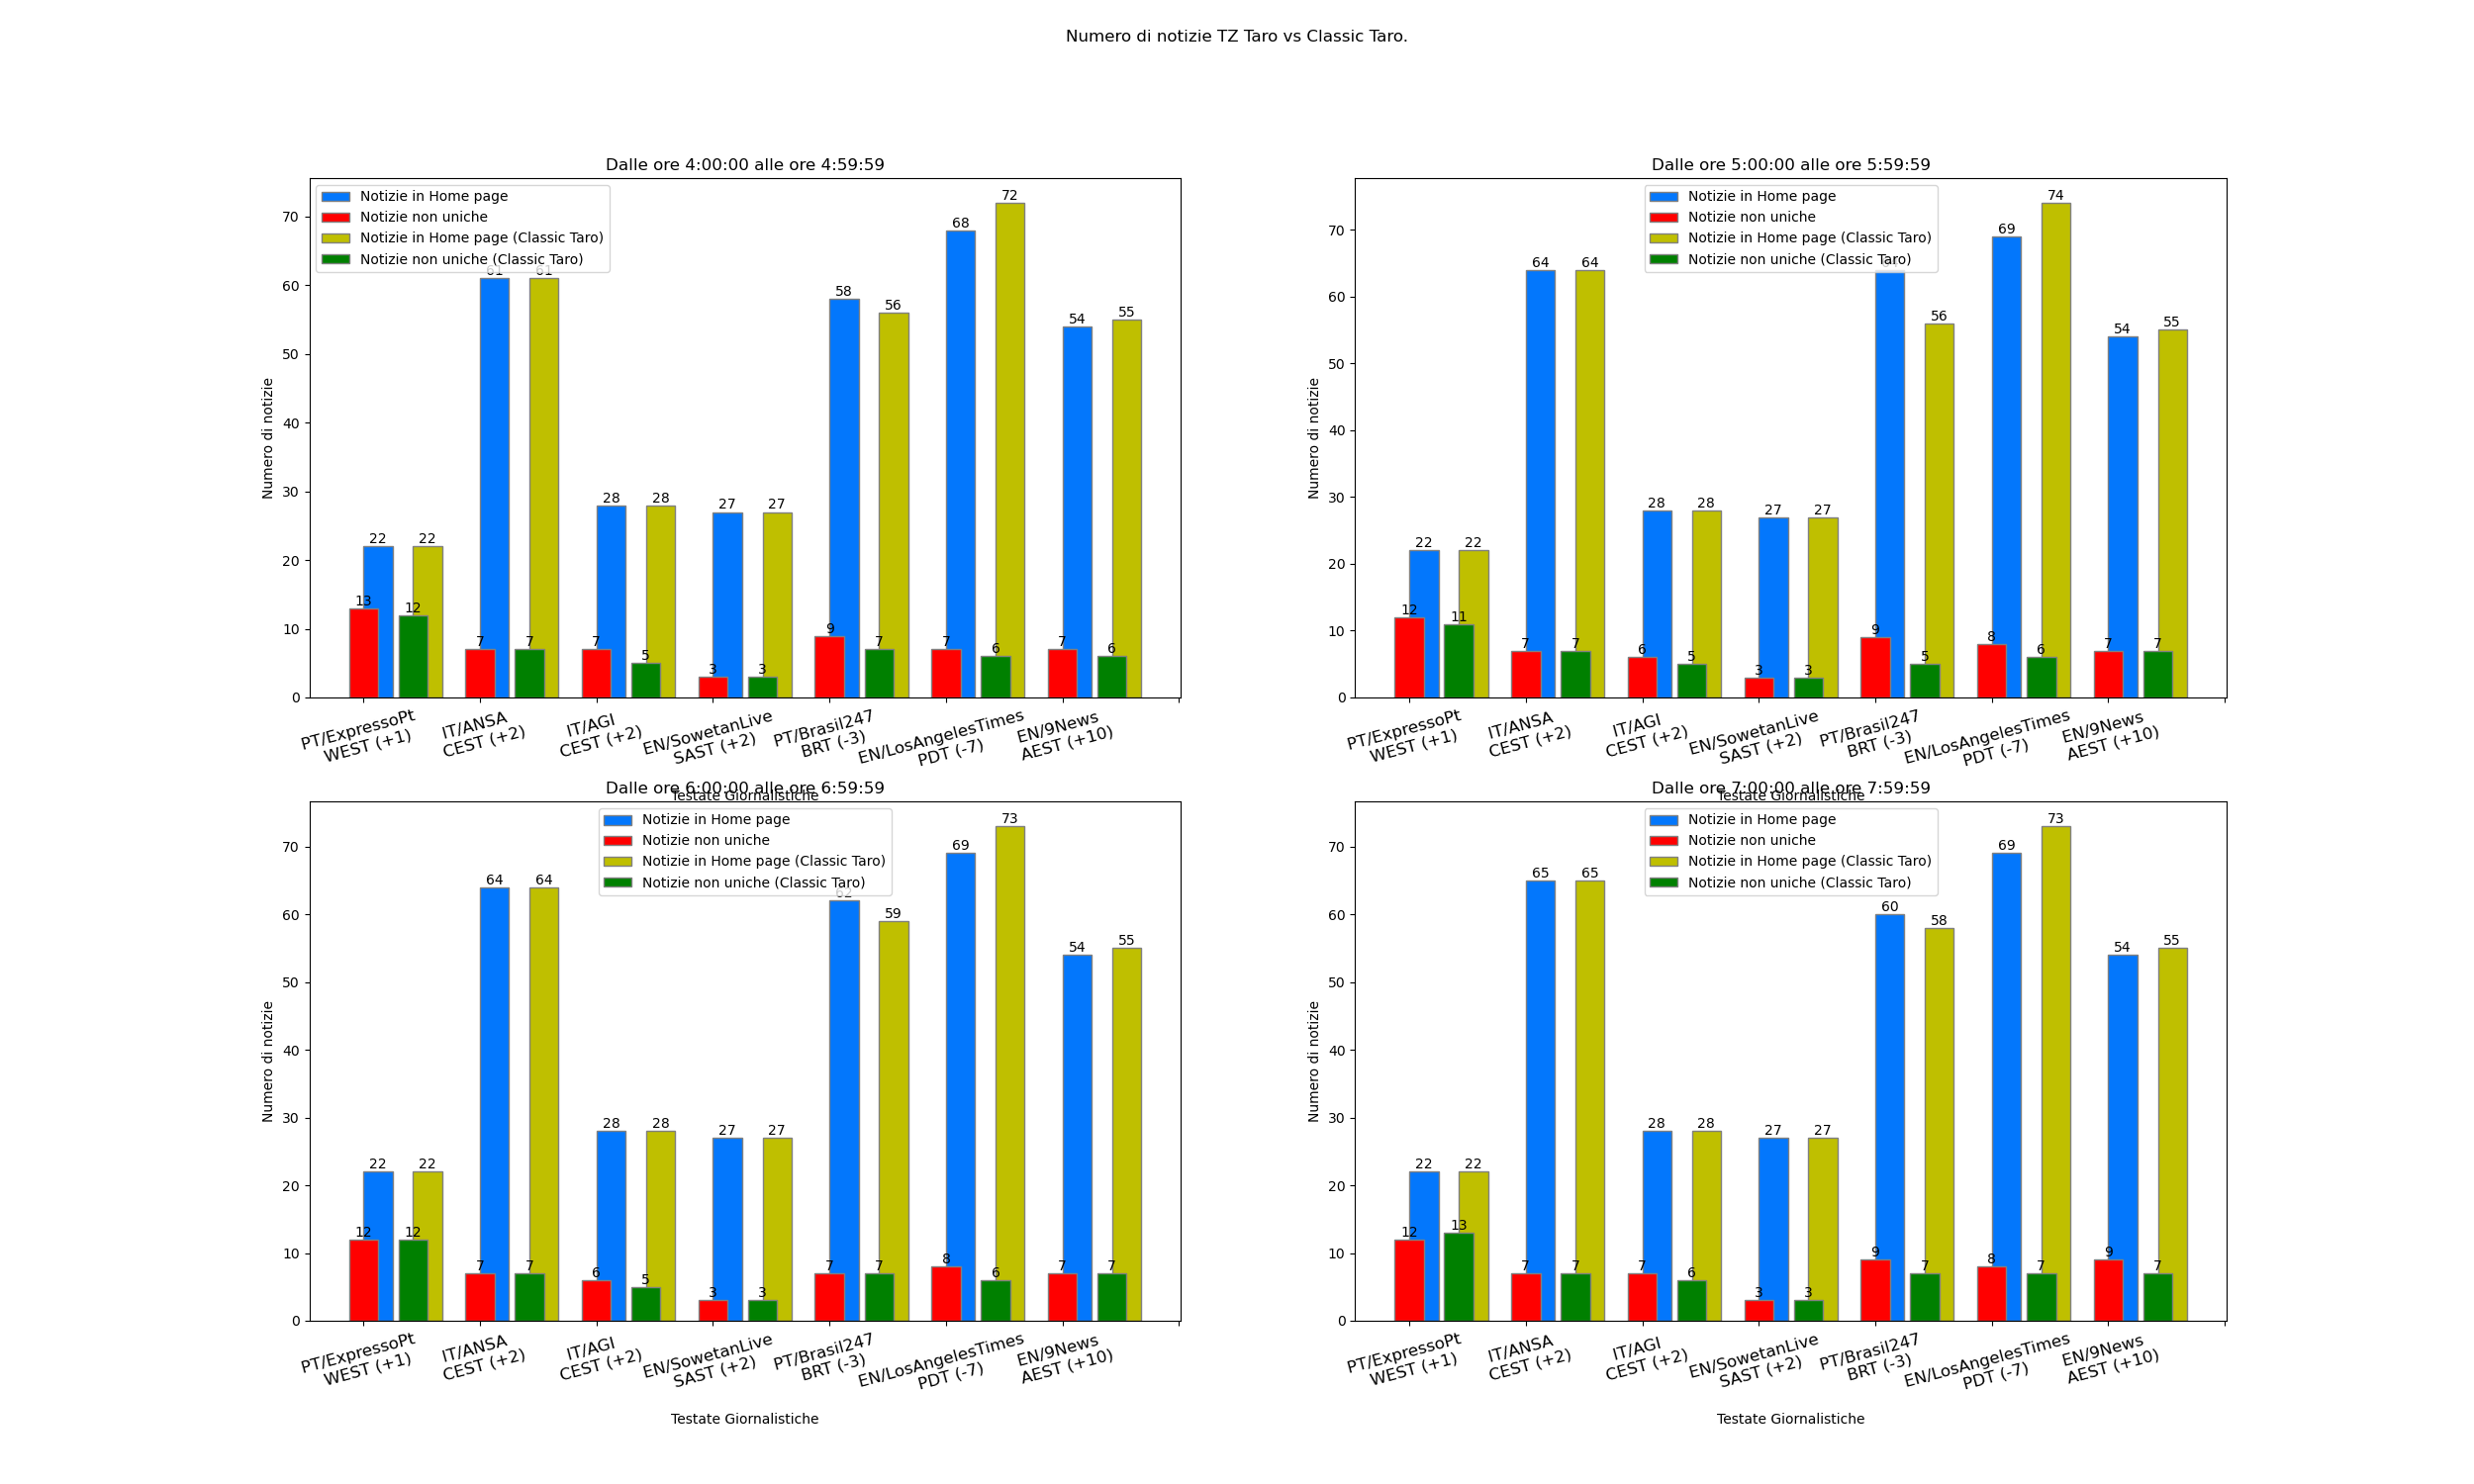 Numero di notizie TZ Taro vs Classic Taro.
Dalle ore 4:00:00 alle ore 4:59:59
Notizie in Home page
Notizie non uniche
Notizie in Home page (Classic Taro)
Notizie non uniche (Classic Taro)
Numero di notizie
70
60
50
40
30
20
10
0
22 22 61 61 28 28 27 27 58 56 68 72 54 55
13 12 7 7 7 5 3 3 9 7 7 6 7 6
PT/ExpressoPt IT/ANSA IT/AGI EN/SowetanLive PT/Brasil247 EN/LosAngelesTimes EN/9News
WEST (+1) CEST (+2) CEST (+2) SAST (+2) BRT (-3) PDT (-7) AEST (+10)
Testate Giornalistiche
Dalle ore 5:00:00 alle ore 5:59:59
Notizie in Home page
Notizie non uniche
Notizie in Home page (Classic Taro)
Notizie non uniche (Classic Taro)
Numero di notizie
70
60
50
40
30
20
10
0
22 22 64 64 28 28 27 27 56 69 74 54 55
12 11 7 7 6 5 3 3 9 5 8 6 7 7
PT/ExpressoPt IT/ANSA IT/AGI EN/SowetanLive PT/Brasil247 EN/LosAngelesTimes EN/9News
WEST (+1) CEST (+2) CEST (+2) SAST (+2) BRT (-3) PDT (-7) AEST (+10)
Testate Giornalistiche
Dalle ore 6:00:00 alle ore 6:59:59
Notizie in Home page
Notizie non uniche
Notizie in Home page (Classic Taro)
Notizie non uniche (Classic Taro)
Numero di notizie
70
60
50
40
30
20
10
0
22 22 64 64 28 28 27 27 62 59 69 73 54 55
12 12 7 7 6 5 3 3 7 7 8 6 7 7
PT/ExpressoPt IT/ANSA IT/AGI EN/SowetanLive PT/Brasil247 EN/LosAngelesTimes EN/9News
WEST (+1) CEST (+2) CEST (+2) SAST (+2) BRT (-3) PDT (-7) AEST (+10)
Testate Giornalistiche
Dalle ore 7:00:00 alle ore 7:59:59
Notizie in Home page
Notizie non uniche
Notizie in Home page (Classic Taro)
Notizie non uniche (Classic Taro)
Numero di notizie
70
60
50
40
30
20
10
0
22 22 65 65 28 28 27 27 60 58 69 73 54 55
12 13 7 7 7 6 3 3 9 7 8 7 9 7
PT/ExpressoPt IT/ANSA IT/AGI EN/SowetanLive PT/Brasil247 EN/LosAngelesTimes EN/9News
WEST (+1) CEST (+2) CEST (+2) SAST (+2) BRT (-3) PDT (-7) AEST (+10)
Testate Giornalistiche